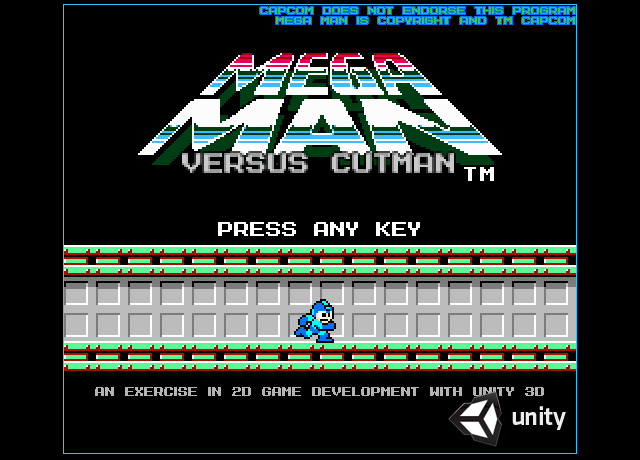 CAPCOM DOES NOT ENDORSE THIS PROGRAM
MEGA MAN IS COPYRIGHT AND TM CAPCOM
MEGA
MAN
VERSUS CUTMAN TM
PRESS ANY KEY
AN EXERCISE IN 2D GAME DEVELOPMENT WITH UNITY 3D
unity